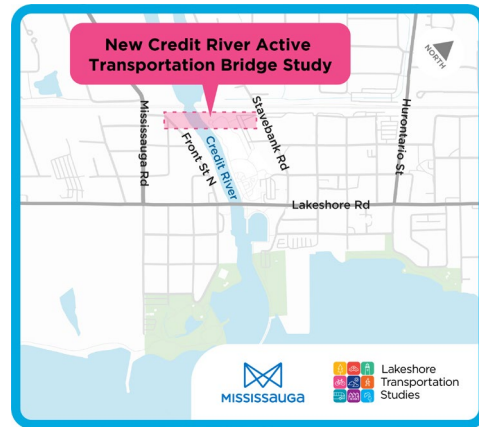 New Credit River Active
Transportation Bridge Study
NORTH
Mississauga Rd
Front St N
Credit River
Stavebank Rd
Hurontario St
Lakeshore Rd
MISSISSAUGA
Lakeshore
Transportation
Studies